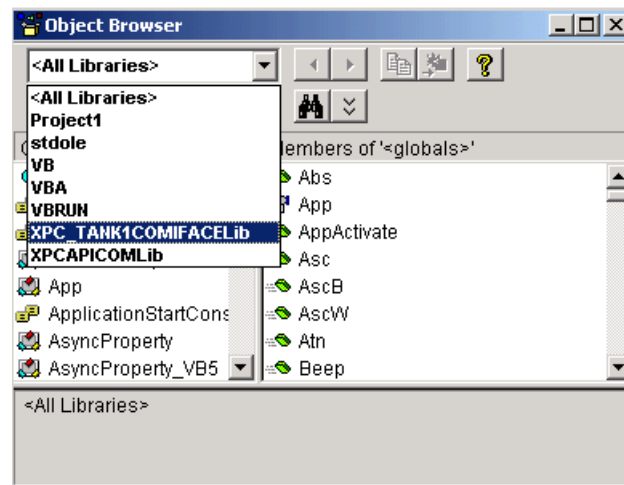 Object Browser
<All Libraries>
<All Libraries>
Project1
stdole
VB
VBA
VBRUN
XPC_TANK1COMIFACELib
XPCAPICOMLib
App
ApplicationStartCons
AsyncProperty
AsyncProperty_VB5
embers of '<globals>'
Abs
App
AppActivate
Asc
AscB
AscW
Atn
Beep
<All Libraries>